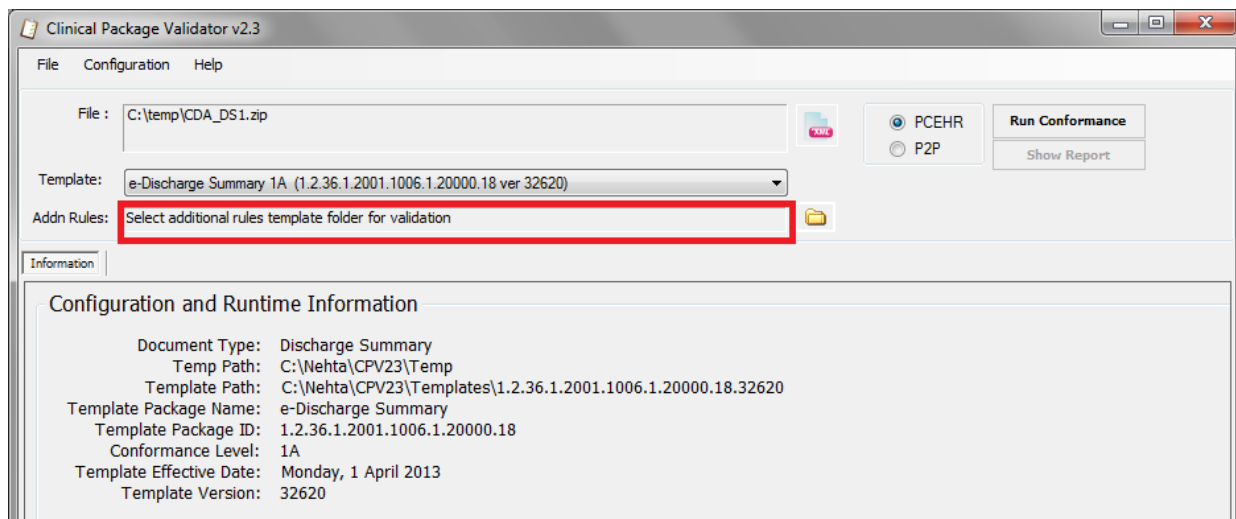 Clinical Package Validator v2.3
File Configuration Help
File : C:\temp\CDA_DS1.zip
XML
PCEHR
Run Conformance
P2P
Show Report
Template: e-Discharge Summary 1A (1.2.36.1.2001.1006.1.20000.18 ver 32620)
Addn Rules: Select additional rules template folder for validation
Information
Configuration and Runtime Information
Document Type: Discharge Summary
Temp Path: C:\Nehta\CPV23\Temp
Template Path: C:\Nehta\CPV23\Templates\1.2.36.1.2001.1006.1.20000.18.32620
Template Package Name: e-Discharge Summary
Template Package ID: 1.2.36.1.2001.1006.1.20000.18
Conformance Level: 1A
Template Effective Date: Monday, 1 April 2013
Template Version: 32620